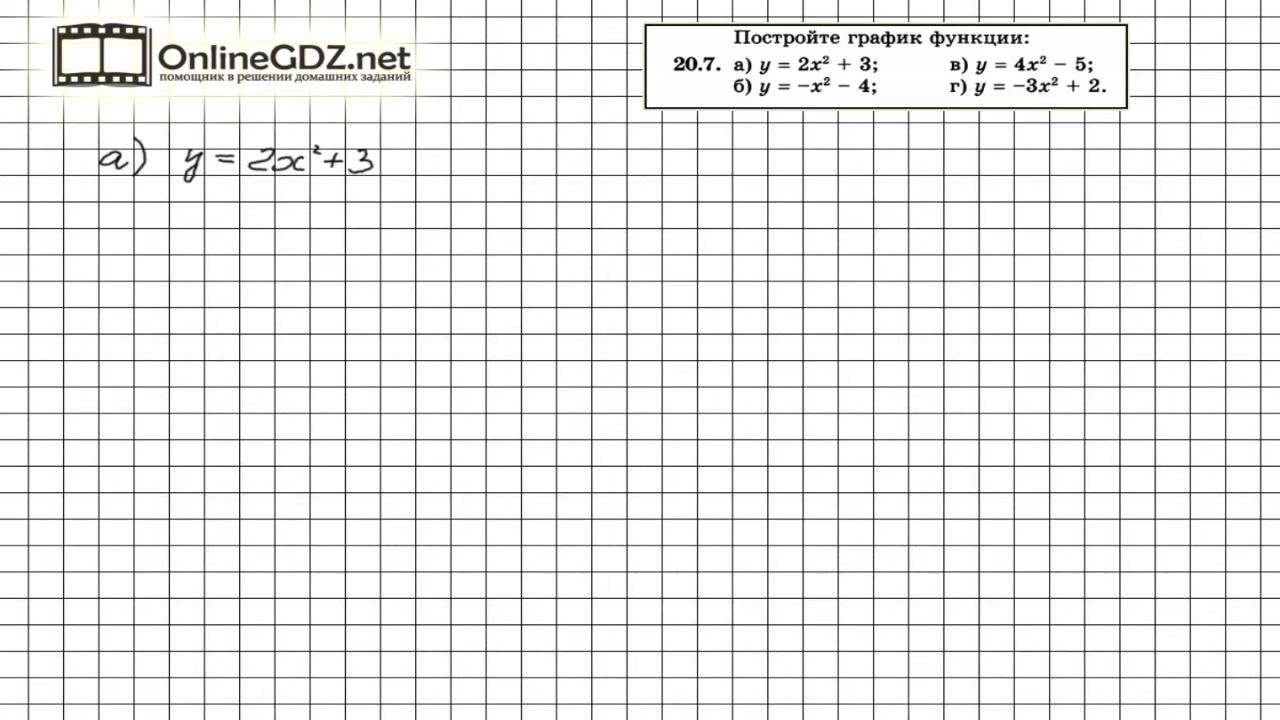 OnlineGDZ.net
помощник в решении домашних заданий
Постройте график функции:
20.7. а) y = 2x² + 3; в) y = 4x² − 5;
б) y = −x² − 4; г) y = −3x² + 2.
а) y = 2x² + 3